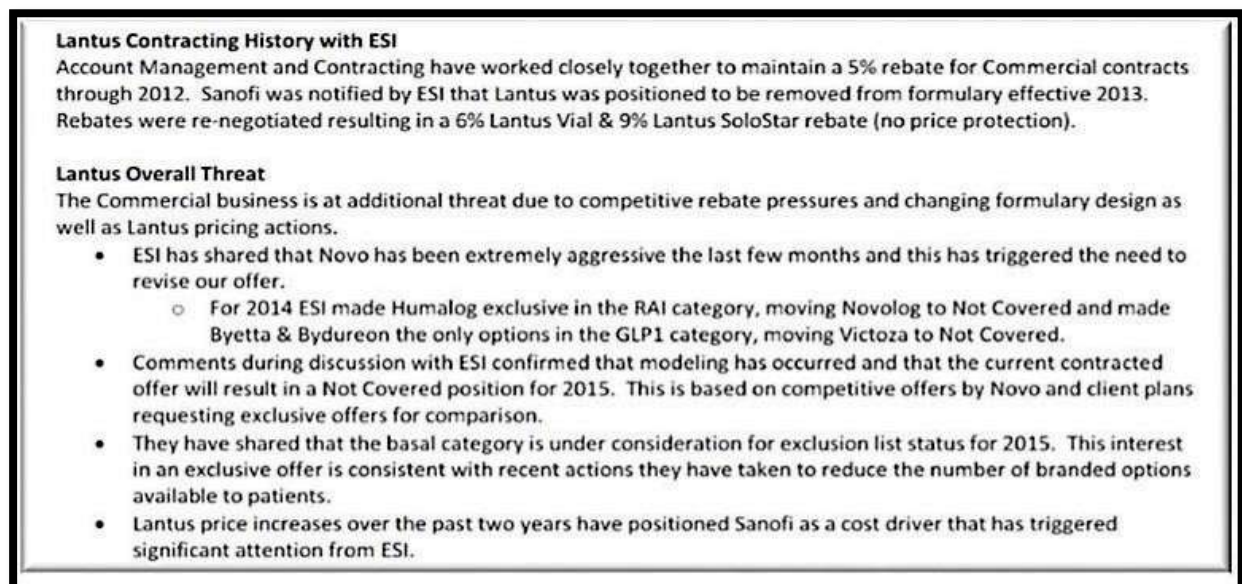 Lantus Contracting History with ESI
Account Management and Contracting have worked closely together to maintain a 5% rebate for Commercial contracts
through 2012.  Sanofi was notified by ESI that Lantus was positioned to be removed from formulary effective 2013.
Rebates were re-negotiated resulting in a 6% Lantus Vial & 9% Lantus SoloStar rebate (no price protection).
Lantus Overall Threat
The Commercial business is at additional threat due to competitive rebate pressures and changing formulary design as
well as Lantus pricing actions.
• ESI has shared that Novo has been extremely aggressive the last few months and this has triggered the need to
revise our offer.
○ For 2014 ESI made Humalog exclusive in the RAI category, moving Novolog to Not Covered and made
Byetta & Bydureon the only options in the GLP1 category, moving Victoza to Not Covered.
• Comments during discussion with ESI confirmed that modeling has occurred and that the current contracted
offer will result in a Not Covered position for 2015.  This is based on competitive offers by Novo and client plans
requesting exclusive offers for comparison.
• They have shared that the basal category is under consideration for exclusion list status for 2015.  This interest
in an exclusive offer is consistent with recent actions they have taken to reduce the number of branded options
available to patients.
• Lantus price increases over the past two years have positioned Sanofi as a cost driver that has triggered
significant attention from ESI.